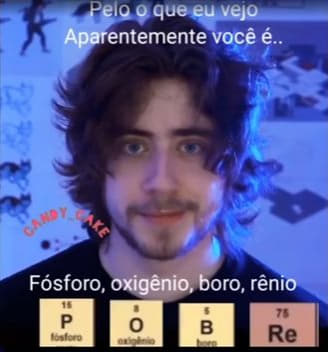 Pelo o que eu vejo
Aparentemente você é..
CANDY_CAKE
Fósforo, oxigênio, boro, rênio
15 8 5 75
P O B Re
fósforo oxigênio boro